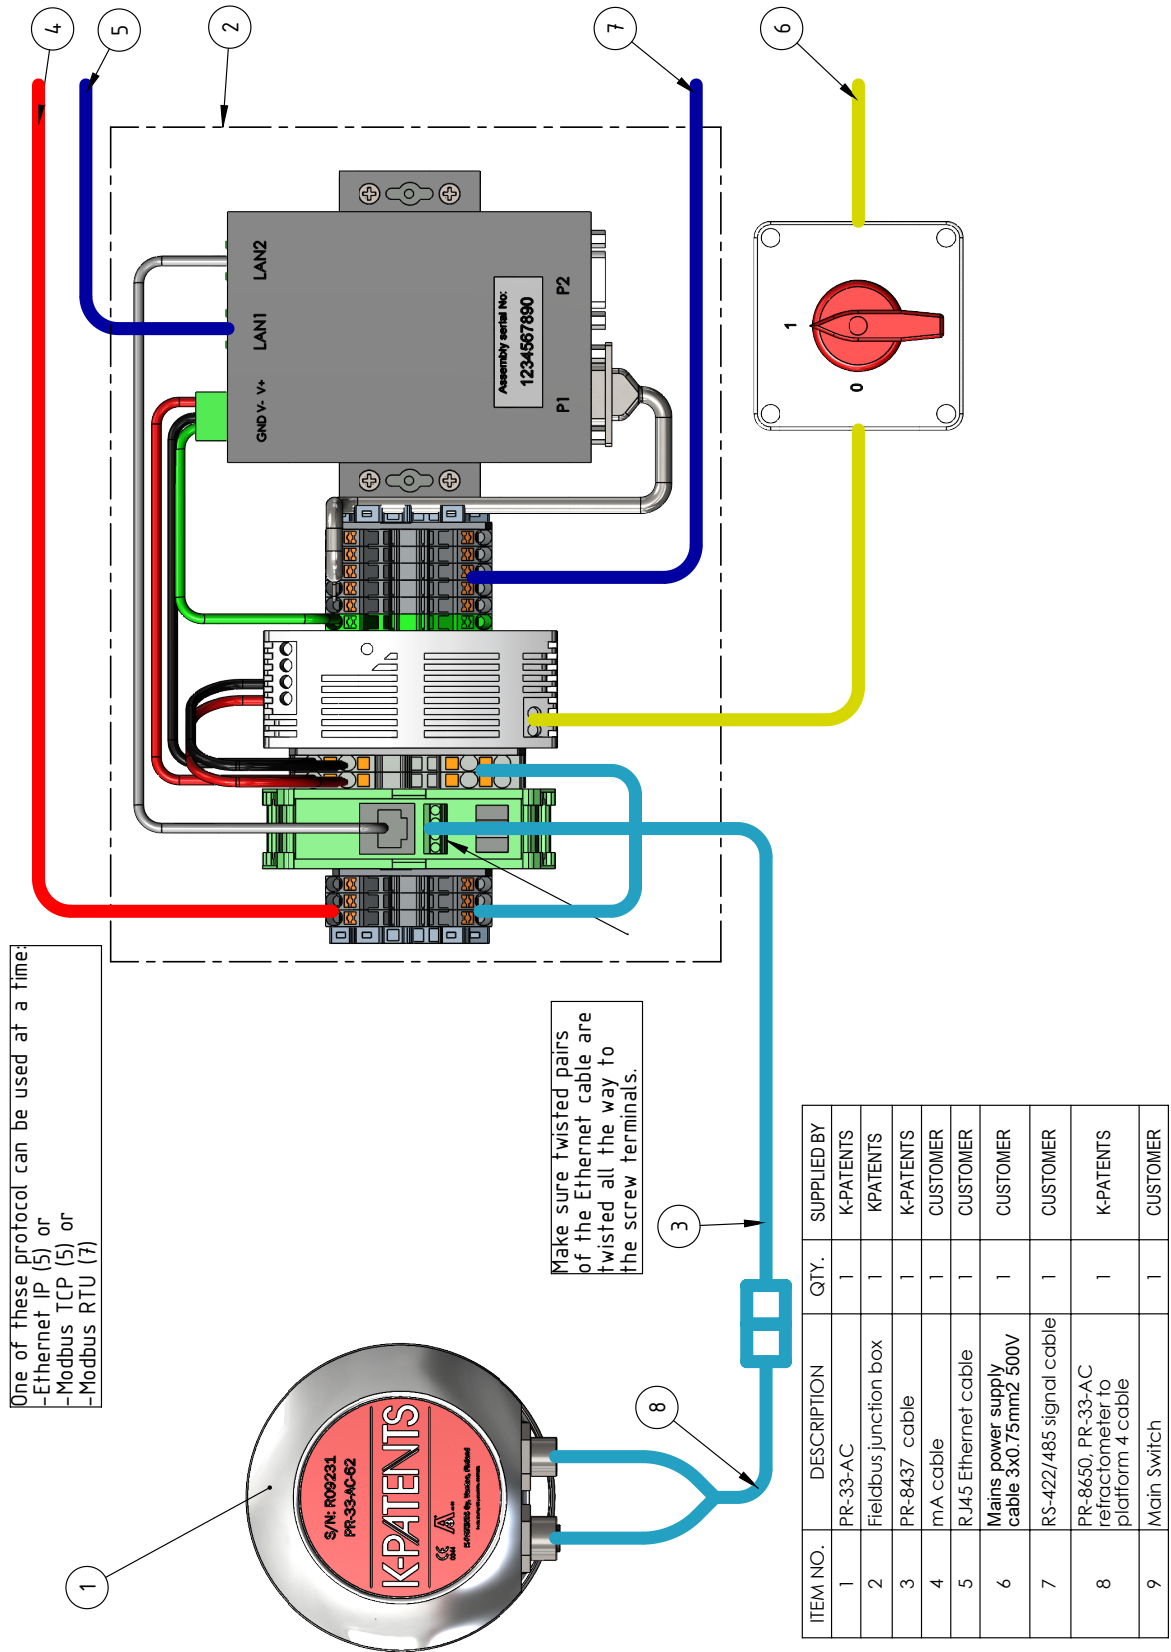 One of these protocol can be used at a time:
-Ethernet IP (5) or
-Modbus TCP (5) or
-Modbus RTU (7)
4
5
2
7
6
LAN2
LAN1
GND V- V+
Assembly serial No:
1234567890
P2
P1
1
0
Make sure twisted pairs
of the Ethernet cable are
twisted all the way to
the screw terminals.
3
8
1
S/N: R09231
PR-33-AC-62
K-PATENTS
CE
0344
ITEM NO. DESCRIPTION QTY. SUPPLIED BY
1 PR-33-AC 1 K-PATENTS
2 Fieldbus junction box 1 KPATENTS
3 PR-8437 cable 1 K-PATENTS
4 mA cable 1 CUSTOMER
5 RJ45 Ethernet cable 1 CUSTOMER
6 Mains power supply
cable 3x0.75mm2 500V 1 CUSTOMER
7 RS-422/485 signal cable 1 CUSTOMER
8 PR-8650, PR-33-AC
refractometer to
platform 4 cable 1 K-PATENTS
9 Main Switch 1 CUSTOMER